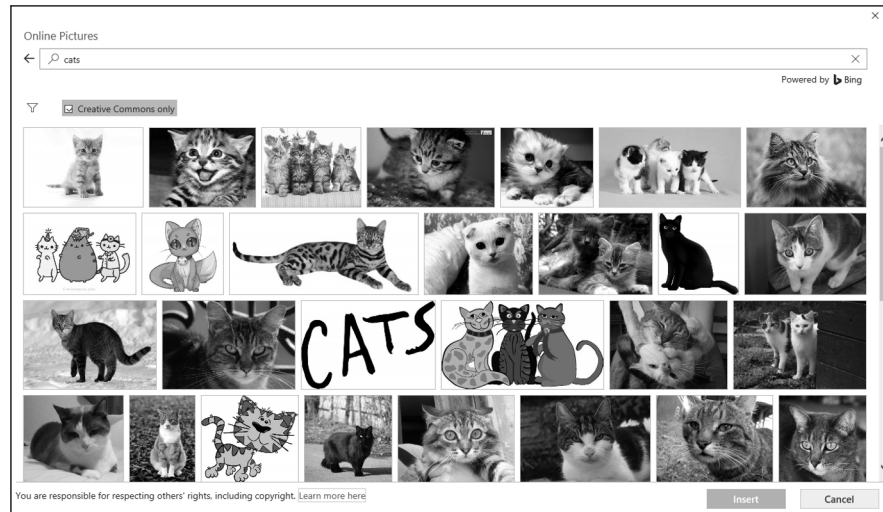 Online Pictures
cats
Powered by Bing
Creative Commons only
CATS
You are responsible for respecting others' rights, including copyright. Learn more here
Insert
Cancel